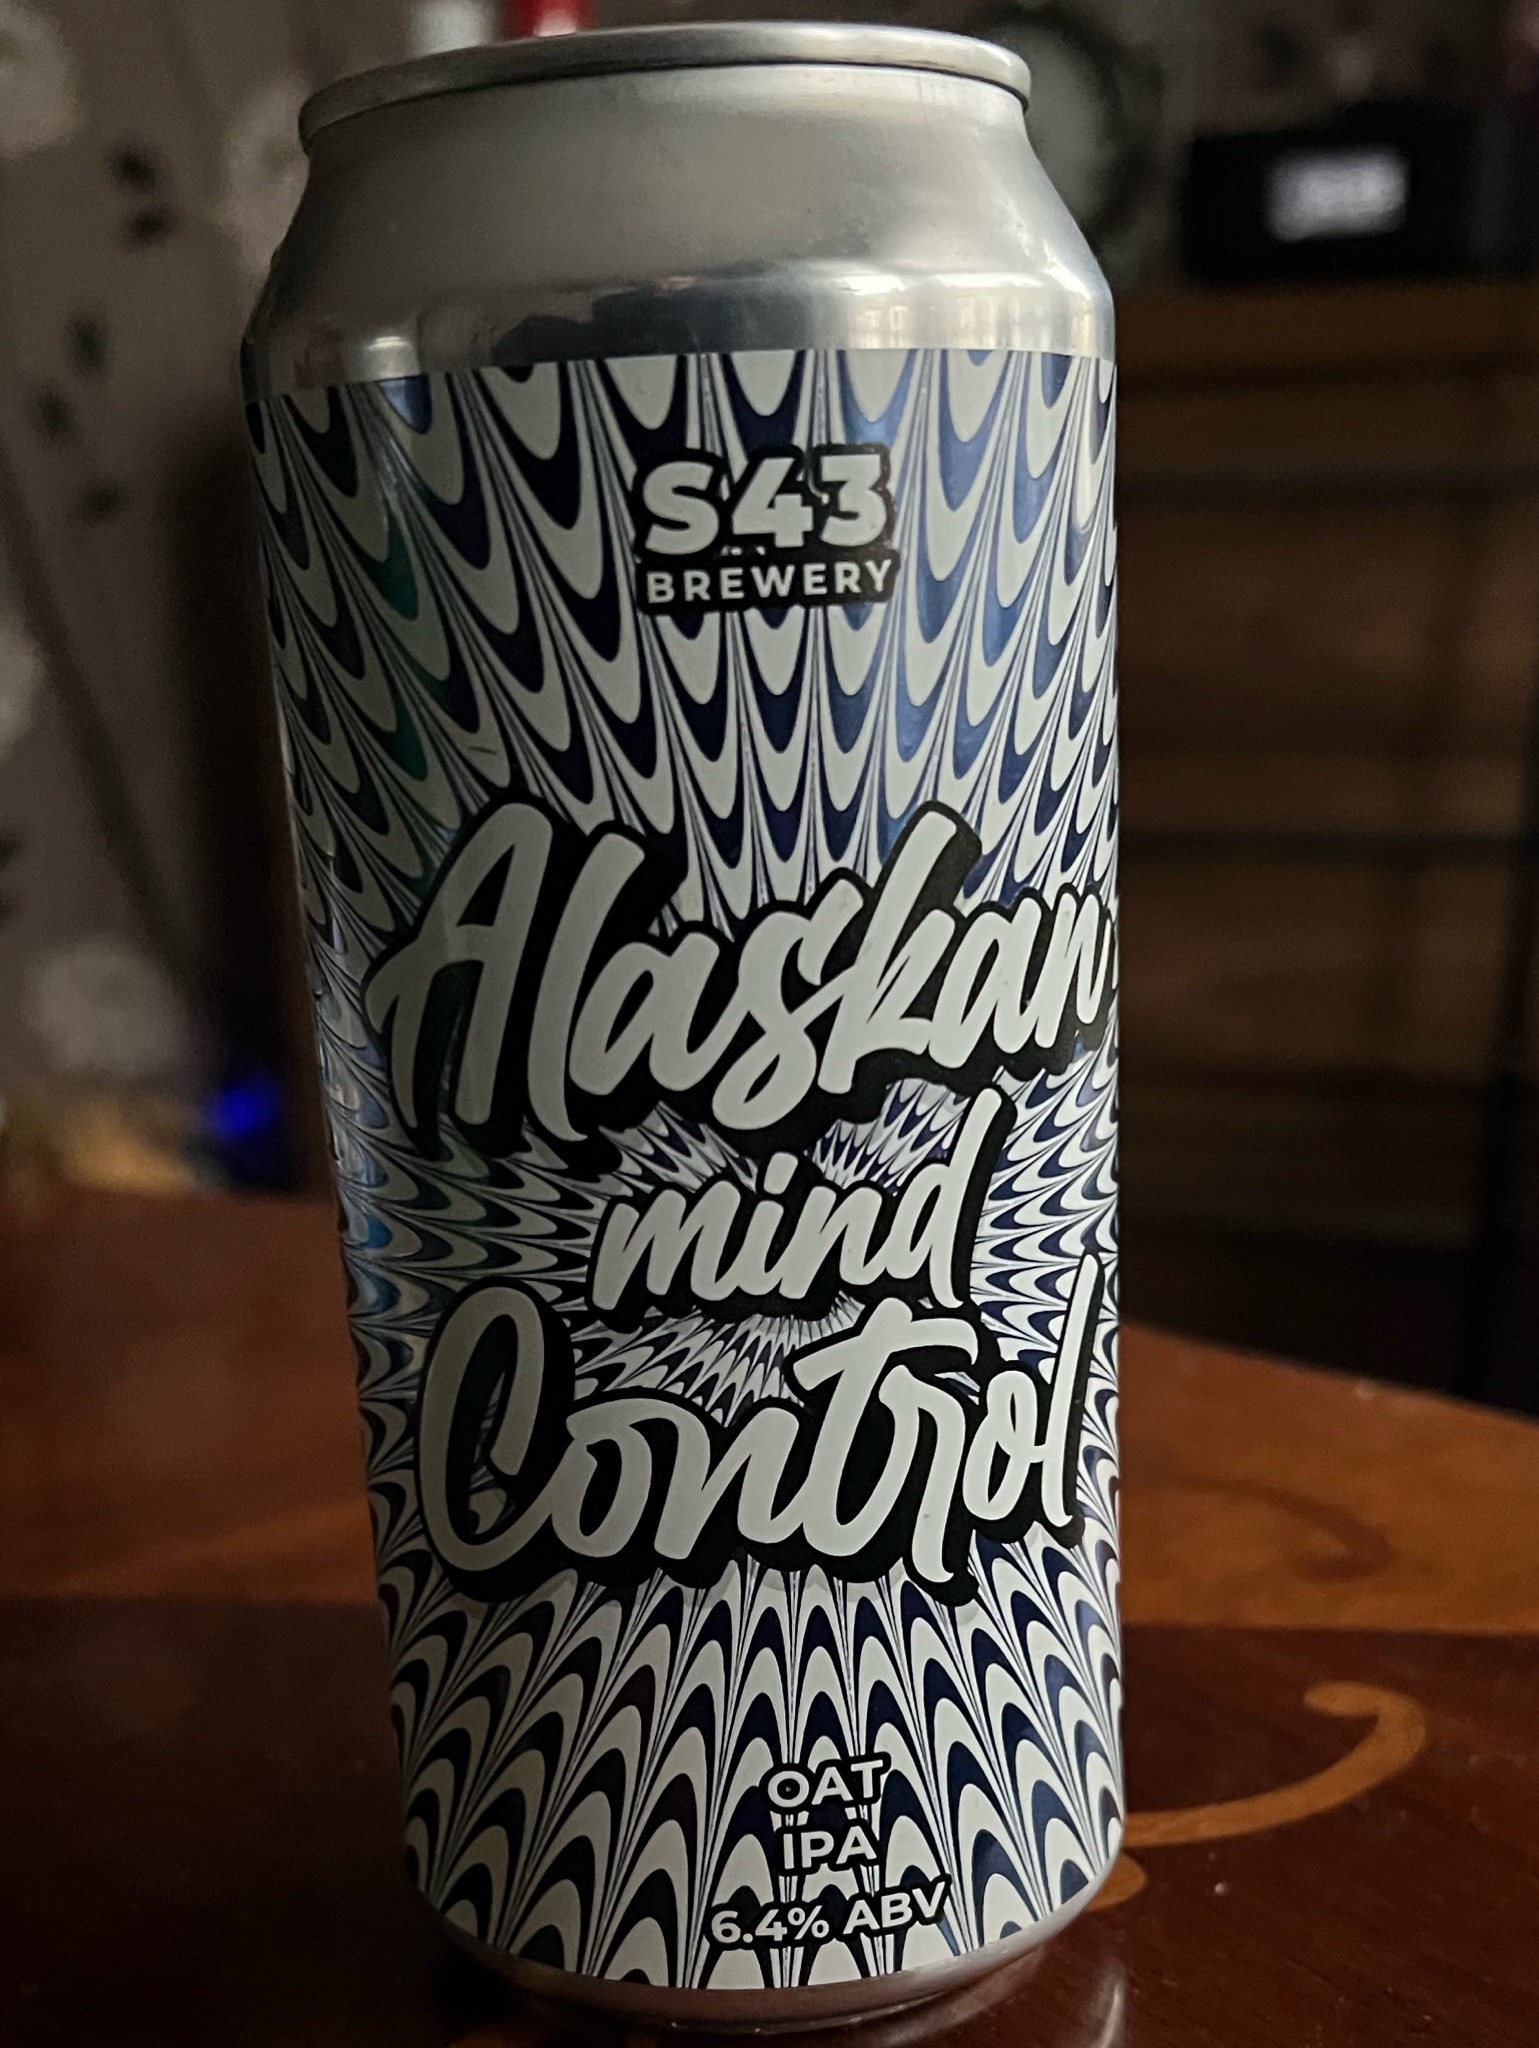 S43
BREWERY
Alaskan
mind
Control
OAT
IPA
6.4% ABV